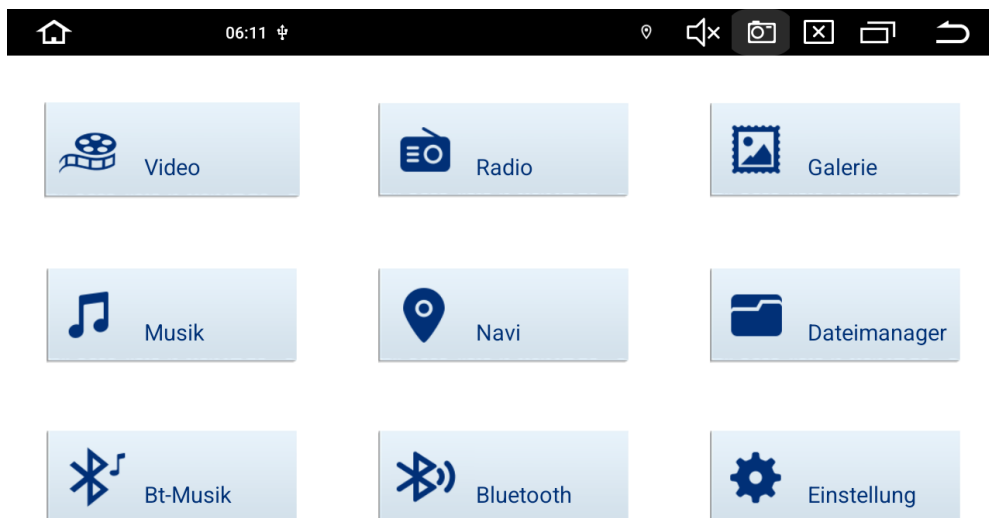 06:11
Video Radio Galerie
Musik Navi Dateimanager
Bt-Musik Bluetooth Einstellung